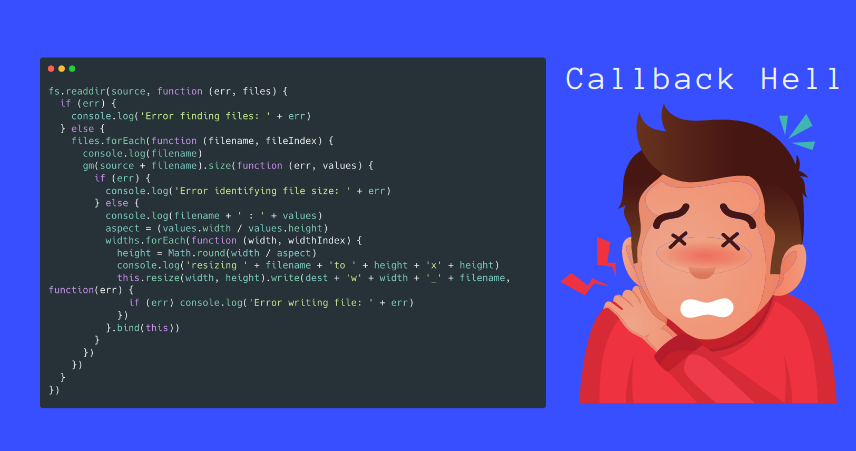 Callback Hell
fs.readdir(source, function (err, files) {
  if (err) {
    console.log('Error finding files: ' + err)
  } else {
    files.forEach(function (filename, fileIndex) {
      console.log(filename)
      gm(source + filename).size(function (err, values) {
        if (err) {
          console.log('Error identifying file size: ' + err)
        } else {
          console.log(filename + ' : ' + values)
          aspect = (values.width / values.height)
          widths.forEach(function (width, widthIndex) {
            height = Math.round(width / aspect)
            console.log('resizing ' + filename + 'to ' + height + 'x' + height)
            this.resize(width, height).write(dest + 'w' + width + '_' + filename,
function(err) {
              if (err) console.log('Error writing file: ' + err)
            })
          }.bind(this))
        }
      })
    })
  }
})